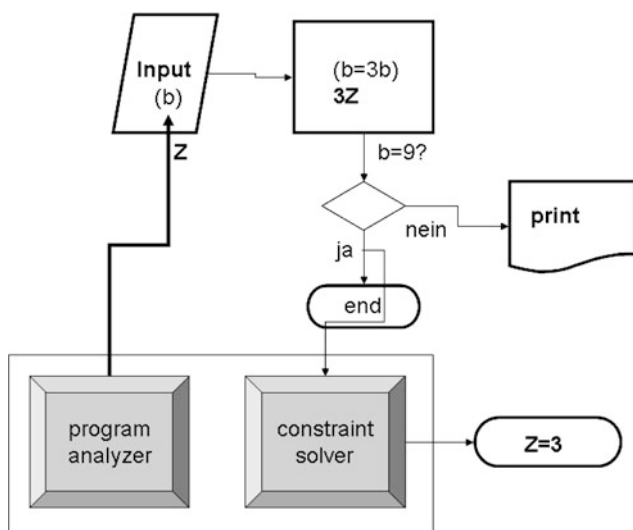 Input
(b)
(b=3b)
3Z
Z
b=9?
nein
print
ja
end
program
analyzer
constraint
solver
Z=3